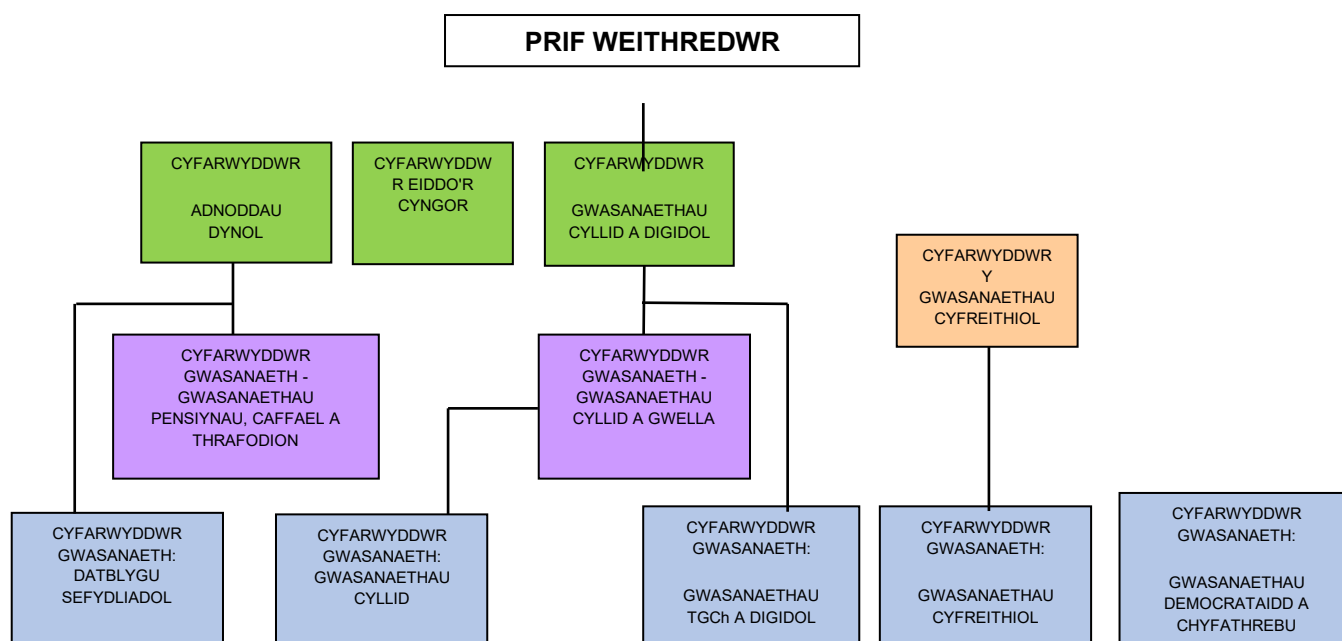 PRIF WEITHREDWR
CYFARWYDDWR
ADNODDAU
DYNOL
CYFARWYDDW
R EIDDO'R
CYNGOR
CYFARWYDDWR
GWASANAETHAU
CYLLID A DIGIDOL
CYFARWYDDWR
Y
GWASANAETHAU
CYFREITHIOL
CYFARWYDDWR
GWASANAETH -
GWASANAETHAU
PENSIYNAU, CAFFAEL A
THRAFODION
CYFARWYDDWR
GWASANAETH -
GWASANAETHAU
CYLLID A GWELLA
CYFARWYDDWR
GWASANAETH:
DATBLYGU
SEFYDLIADOL
CYFARWYDDWR
GWASANAETH:
GWASANAETHAU
CYLLID
CYFARWYDDWR
GWASANAETH:
GWASANAETHAU
TGCh A DIGIDOL
CYFARWYDDWR
GWASANAETH:
GWASANAETHAU
CYFREITHIOL
CYFARWYDDWR
GWASANAETH:
GWASANAETHAU
DEMOCRATAIDD A
CHYFATHREBU